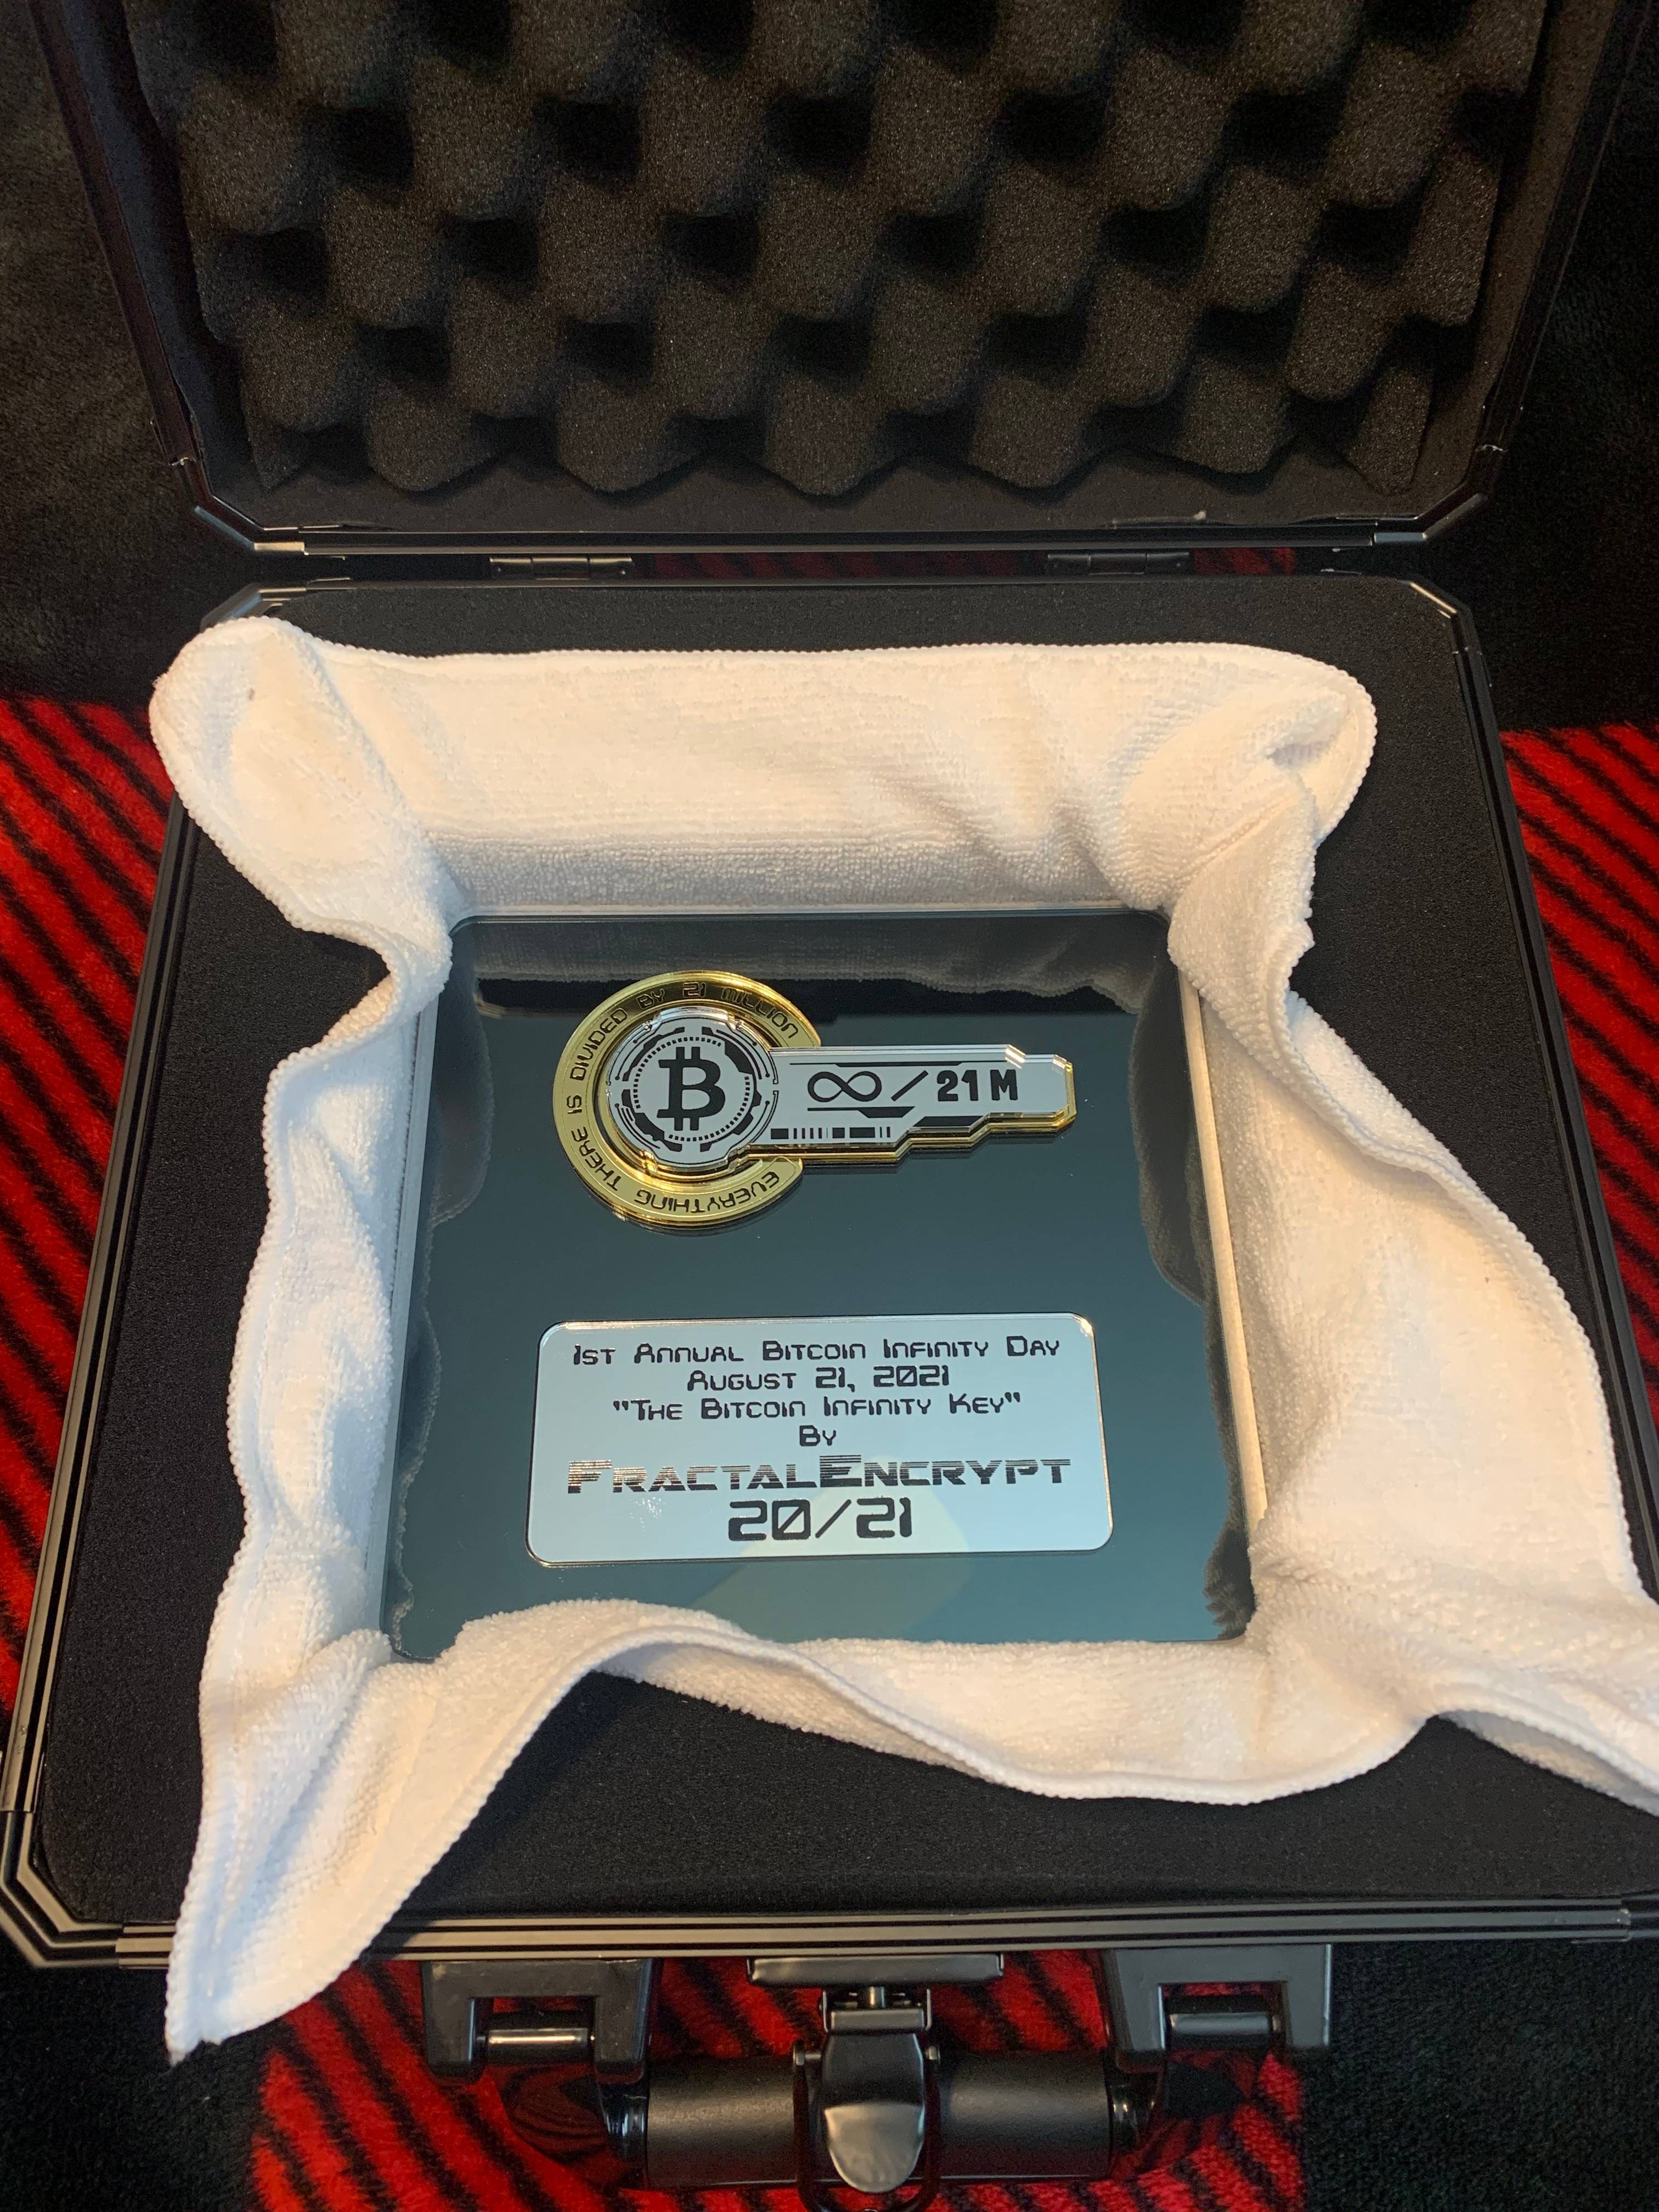 EVERYTHING THERE IS DIVIDED BY 21 MILLION
∞/21M
1ST ANNUAL BITCOIN INFINITY DAY
AUGUST 21, 2021
"THE BITCOIN INFINITY KEY"
BY
FRACTALENCRYPT
20/21